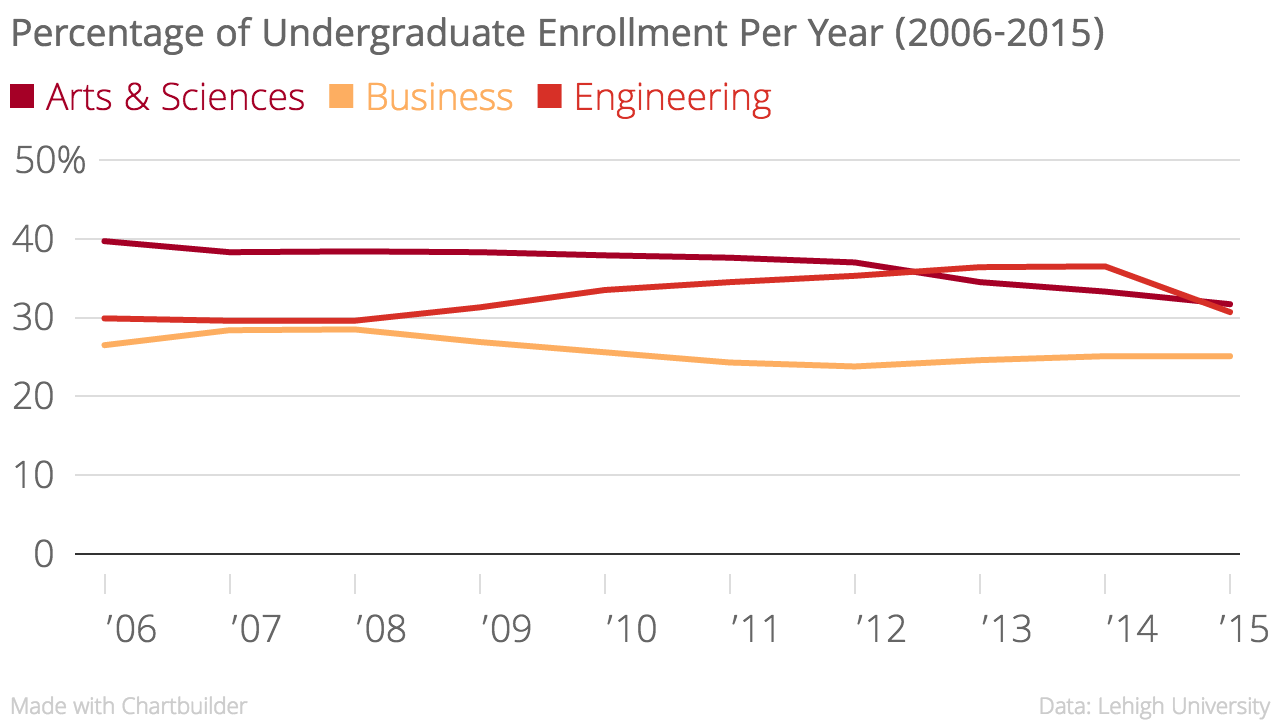 Percentage of Undergraduate Enrollment Per Year (2006-2015)
Arts & Sciences Business Engineering
50%
40
30
20
10
0
’06 ’07 ’08 ’09 ’10 ’11 ’12 ’13 ’14 ’15
Made with Chartbuilder Data: Lehigh University